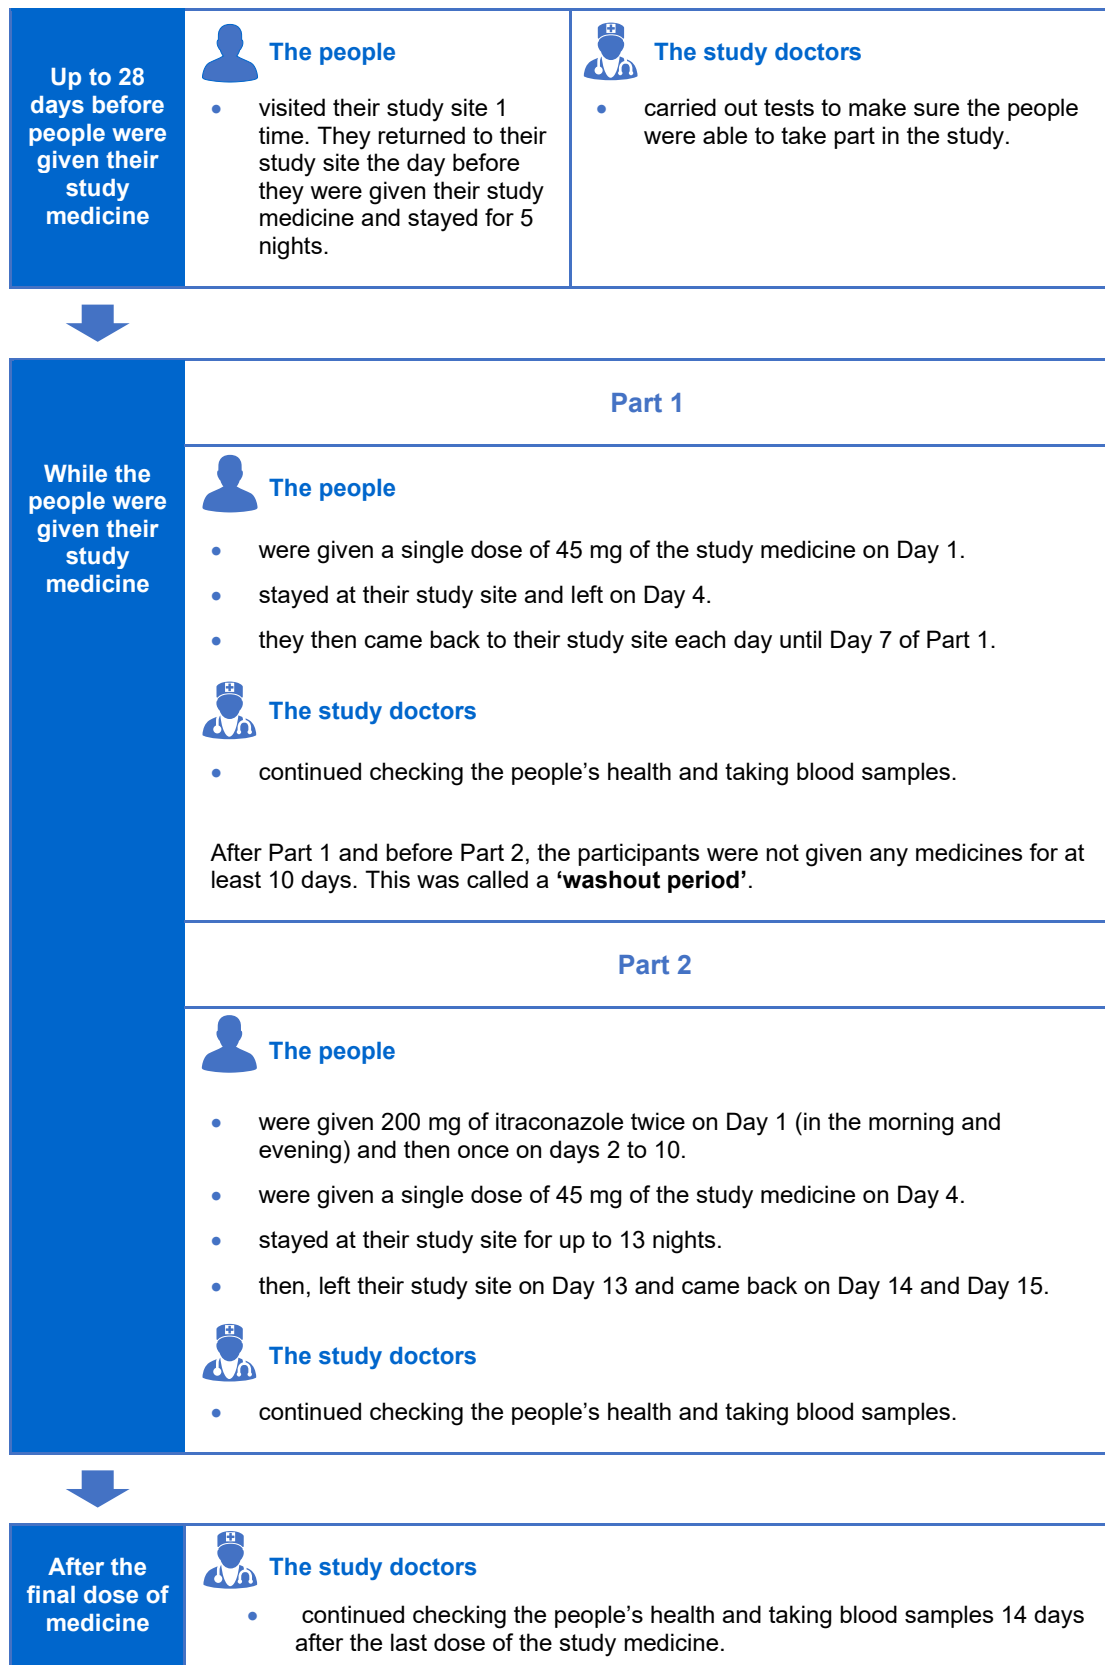 Up to 28
days before
people were
given their
study
medicine
The people
• visited their study site 1
time. They returned to their
study site the day before
they were given their study
medicine and stayed for 5
nights.
The study doctors
• carried out tests to make sure the people
were able to take part in the study.
While the
people were
given their
study
medicine
Part 1
The people
• were given a single dose of 45 mg of the study medicine on Day 1.
• stayed at their study site and left on Day 4.
• they then came back to their study site each day until Day 7 of Part 1.
The study doctors
• continued checking the people’s health and taking blood samples.
After Part 1 and before Part 2, the participants were not given any medicines for at
least 10 days. This was called a ‘washout period’.
Part 2
The people
• were given 200 mg of itraconazole twice on Day 1 (in the morning and
evening) and then once on days 2 to 10.
• were given a single dose of 45 mg of the study medicine on Day 4.
• stayed at their study site for up to 13 nights.
• then, left their study site on Day 13 and came back on Day 14 and Day 15.
The study doctors
• continued checking the people’s health and taking blood samples.
After the
final dose of
medicine
The study doctors
• continued checking the people’s health and taking blood samples 14 days
after the last dose of the study medicine.